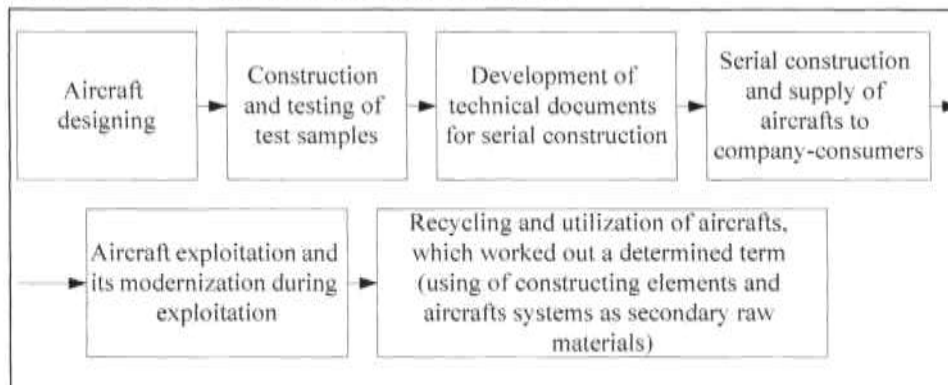 Aircraft
designing
Construction
and testing of
test samples
Development of
technical documents
for serial construction
Serial construction
and supply of
aircrafts to
company-consumers
Aircraft exploitation and
its modernization during
exploitation
Recycling and utilization of aircrafts,
which worked out a determined term
(using of constructing elements and
aircrafts systems as secondary raw
materials)